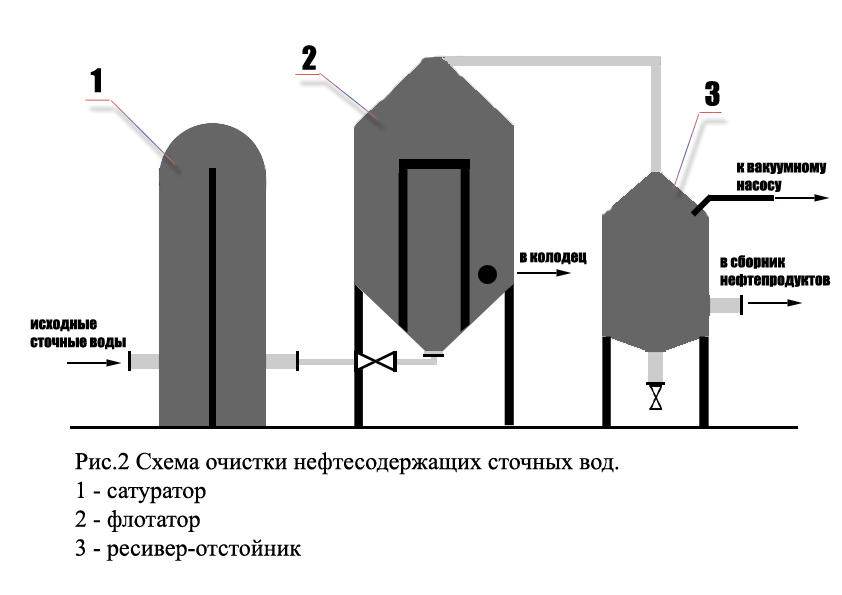 1
2
3
к вакуумному
насосу
в колодец
в сборник
нефтепродуктов
исходные
сточные воды
Рис.2 Схема очистки нефтесодержащих сточных вод.
1 - сатуратор
2 - флотатор
3 - ресивер-отстойник